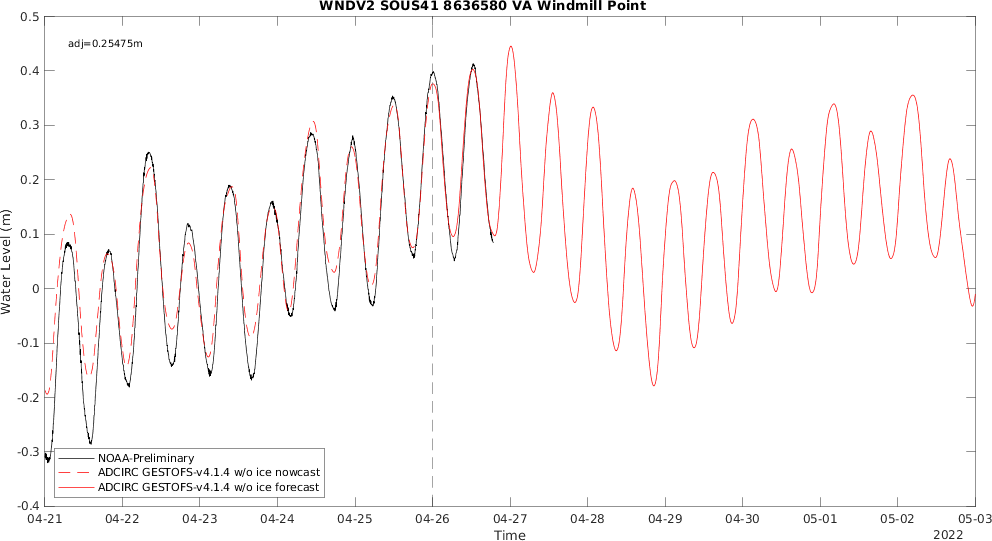 WNDV2 SOUS41 8636580 VA Windmill Point
adj=0.25475m
0.5
0.4
0.3
0.2
0.1
0
-0.1
-0.2
-0.3
-0.4
Water Level (m)
NOAA-Preliminary
ADCIRC GESTOFS-v4.1.4 w/o ice nowcast
ADCIRC GESTOFS-v4.1.4 w/o ice forecast
04-21 04-22 04-23 04-24 04-25 04-26 04-27 04-28 04-29 04-30 05-01 05-02 05-03
Time
2022